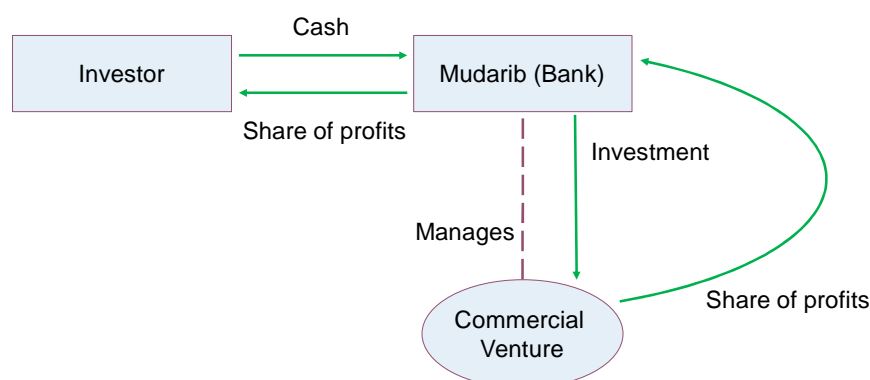 Cash
Investor
Mudarib (Bank)
Share of profits
Investment
Manages
Share of profits
Commercial
Venture